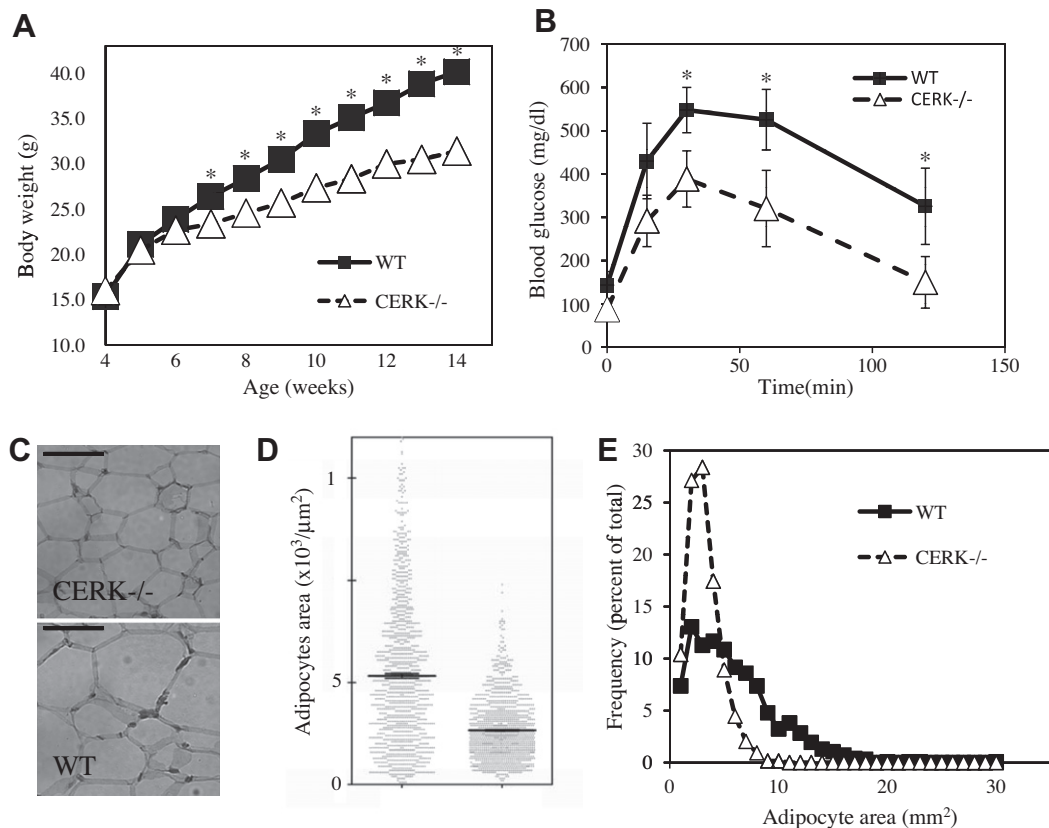 A
40.0
35.0
30.0
25.0
20.0
15.0
10.0
Body weight (g)
* * * * * * * *
WT
CERK-/-
4 6 8 10 12 14
Age (weeks)
B
700
600
500
400
300
200
100
0
Blood glucose (mg/dl)
* * *
WT
CERK-/-
0 50 100 150
Time(min)
C
CERK-/-
WT
D
1
5
0
Adipocytes area (x10³/μm²)
E
30
25
20
15
10
5
0
Frequency (percent of total)
WT
CERK-/-
0 10 20 30
Adipocyte area (mm²)